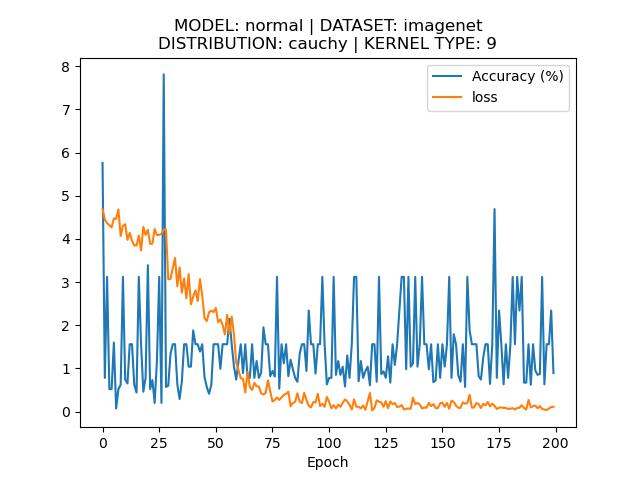 MODEL: normal | DATASET: imagenet
DISTRIBUTION: cauchy | KERNEL TYPE: 9
Accuracy (%)
loss
8
7
6
5
4
3
2
1
0
0 25 50 75 100 125 150 175 200
Epoch